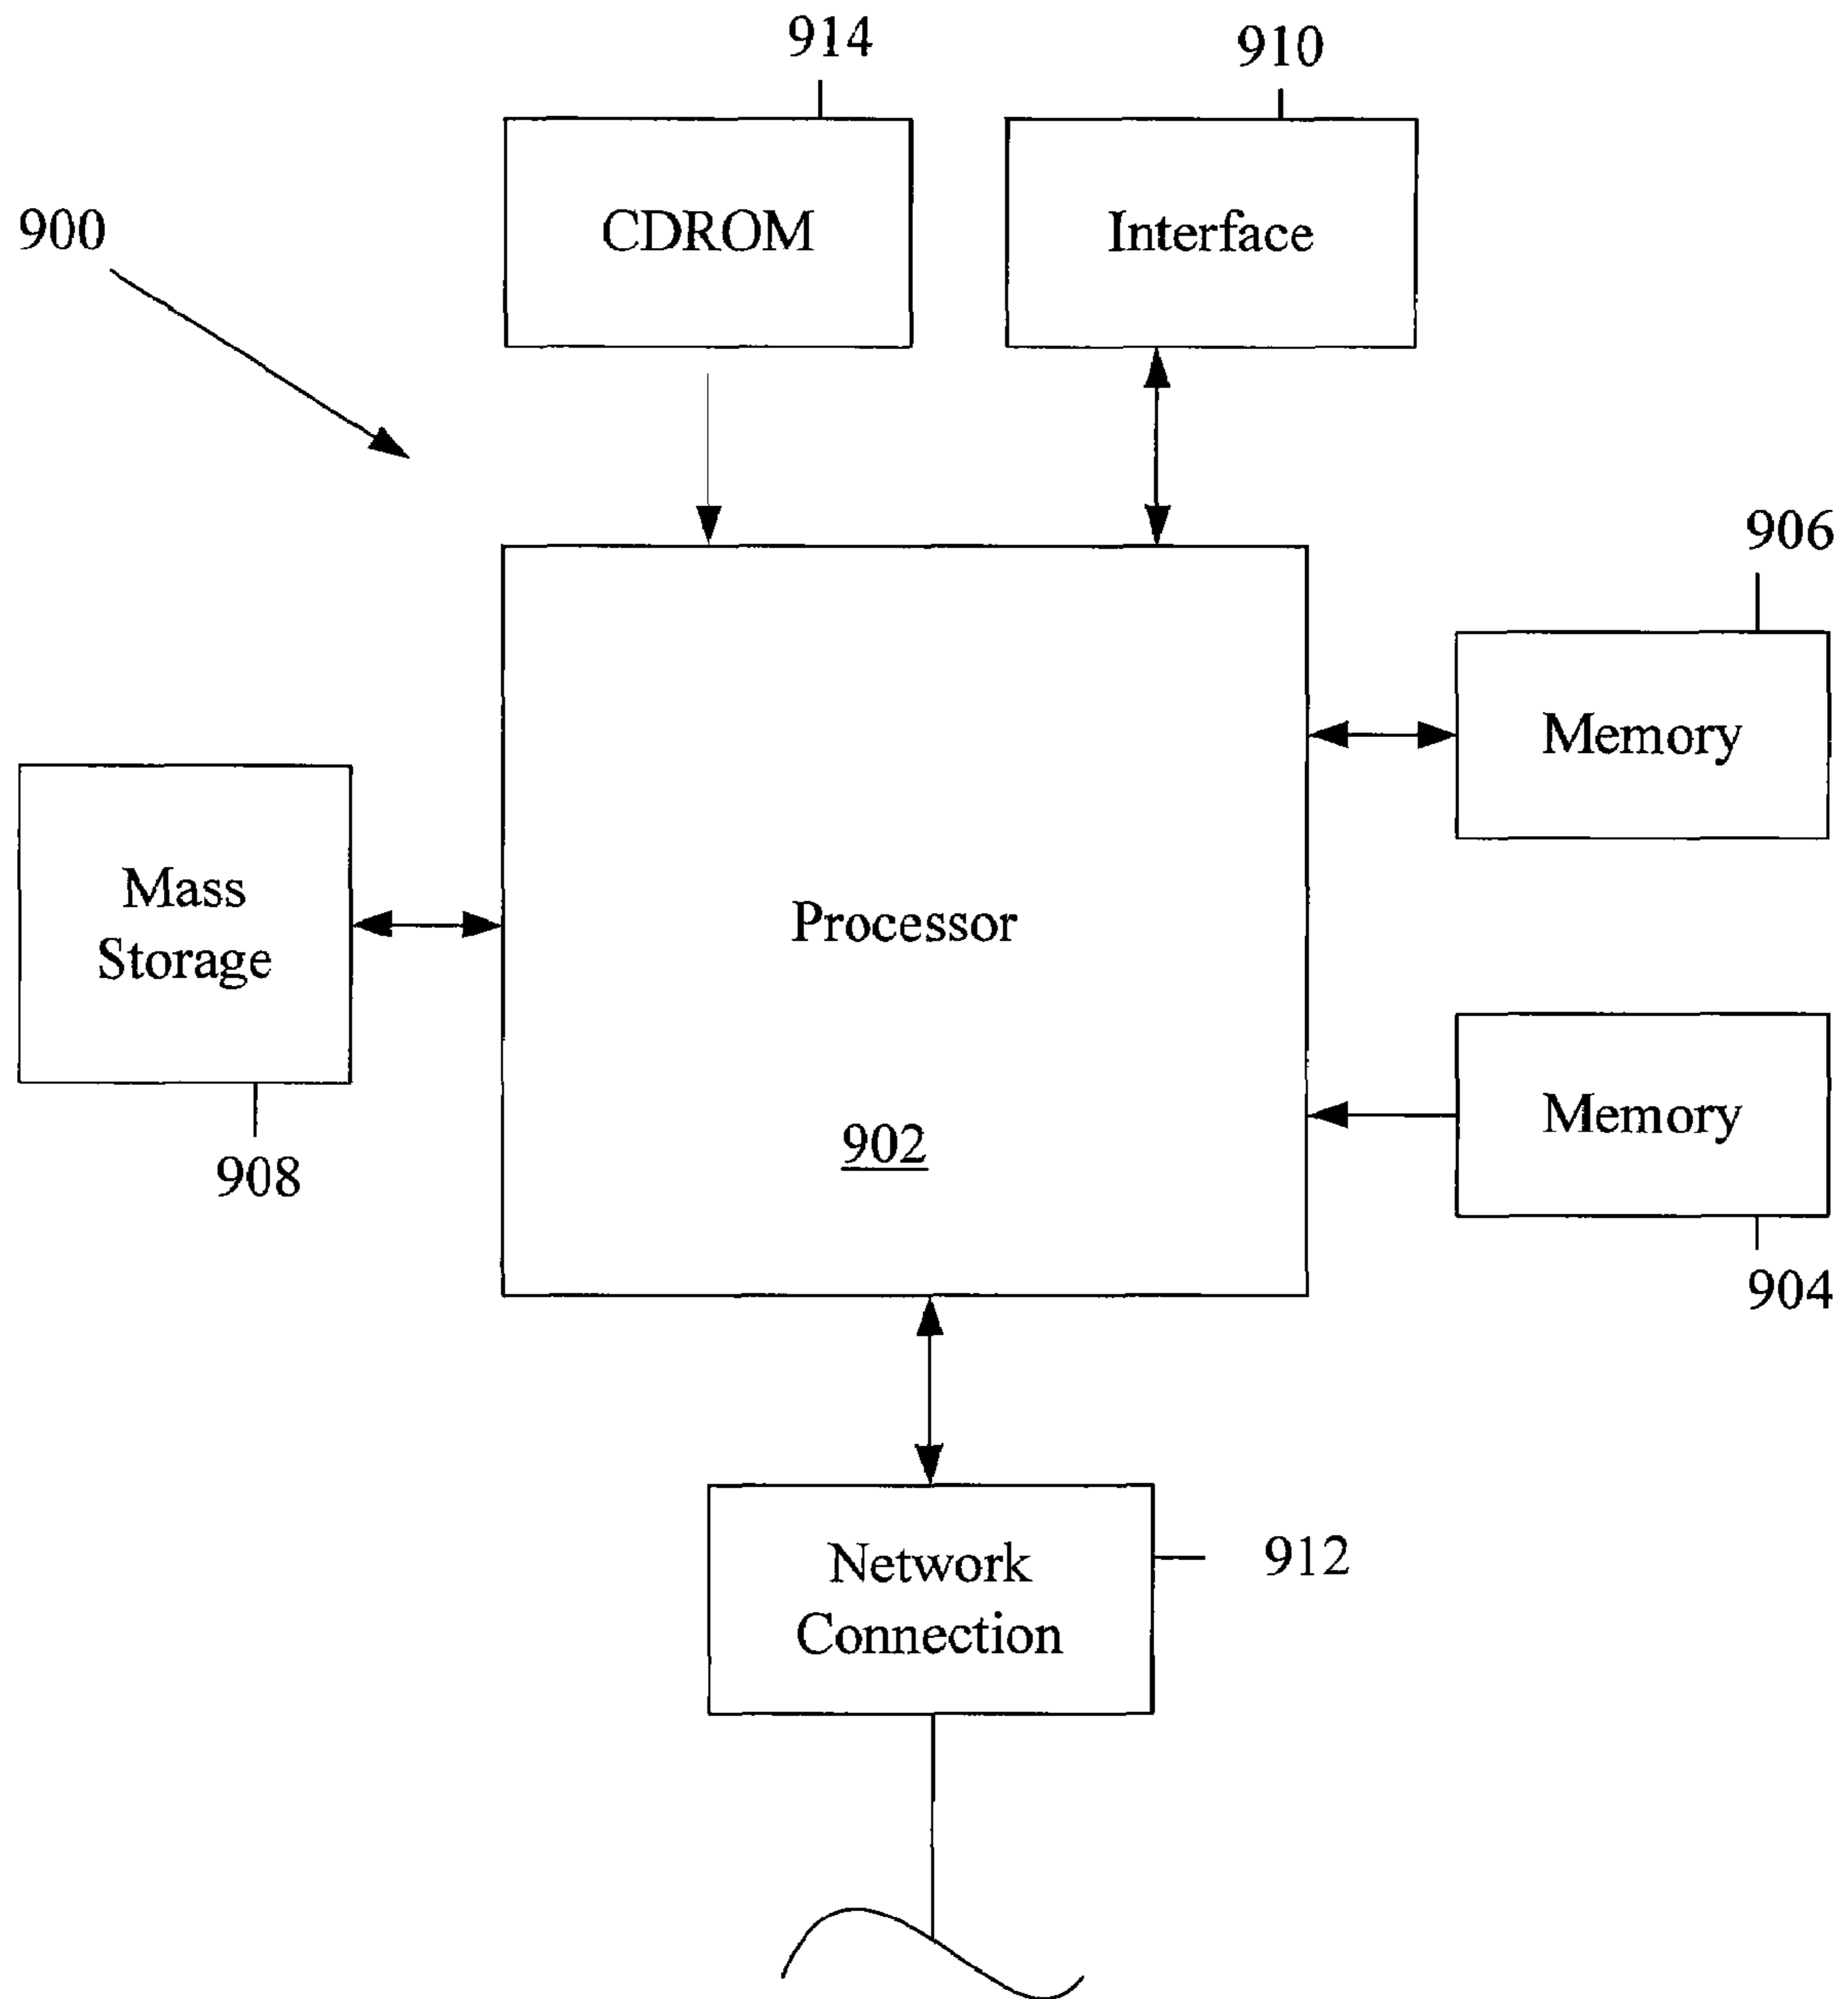 914
910
900
CDROM
Interface
906
Memory
Mass
Storage
Processor
Memory
902
908
904
Network
Connection
912